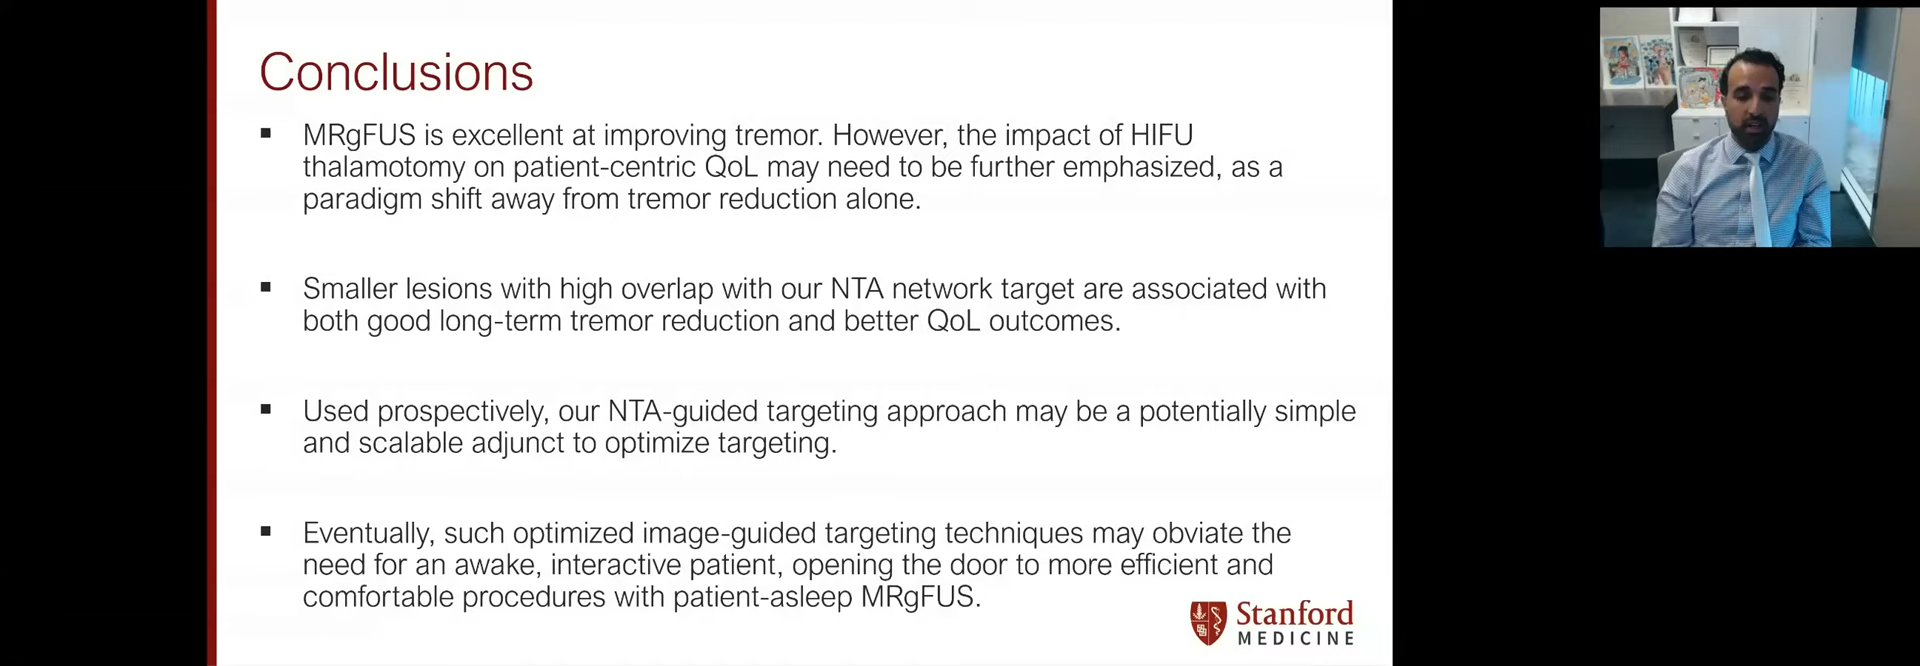 Conclusions
▪ MRgFUS is excellent at improving tremor. However, the impact of HIFU
thalamotomy on patient-centric QoL may need to be further emphasized, as a
paradigm shift away from tremor reduction alone.
▪ Smaller lesions with high overlap with our NTA network target are associated with
both good long-term tremor reduction and better QoL outcomes.
▪ Used prospectively, our NTA-guided targeting approach may be a potentially simple
and scalable adjunct to optimize targeting.
▪ Eventually, such optimized image-guided targeting techniques may obviate the
need for an awake, interactive patient, opening the door to more efficient and
comfortable procedures with patient-asleep MRgFUS.
Stanford
MEDICINE